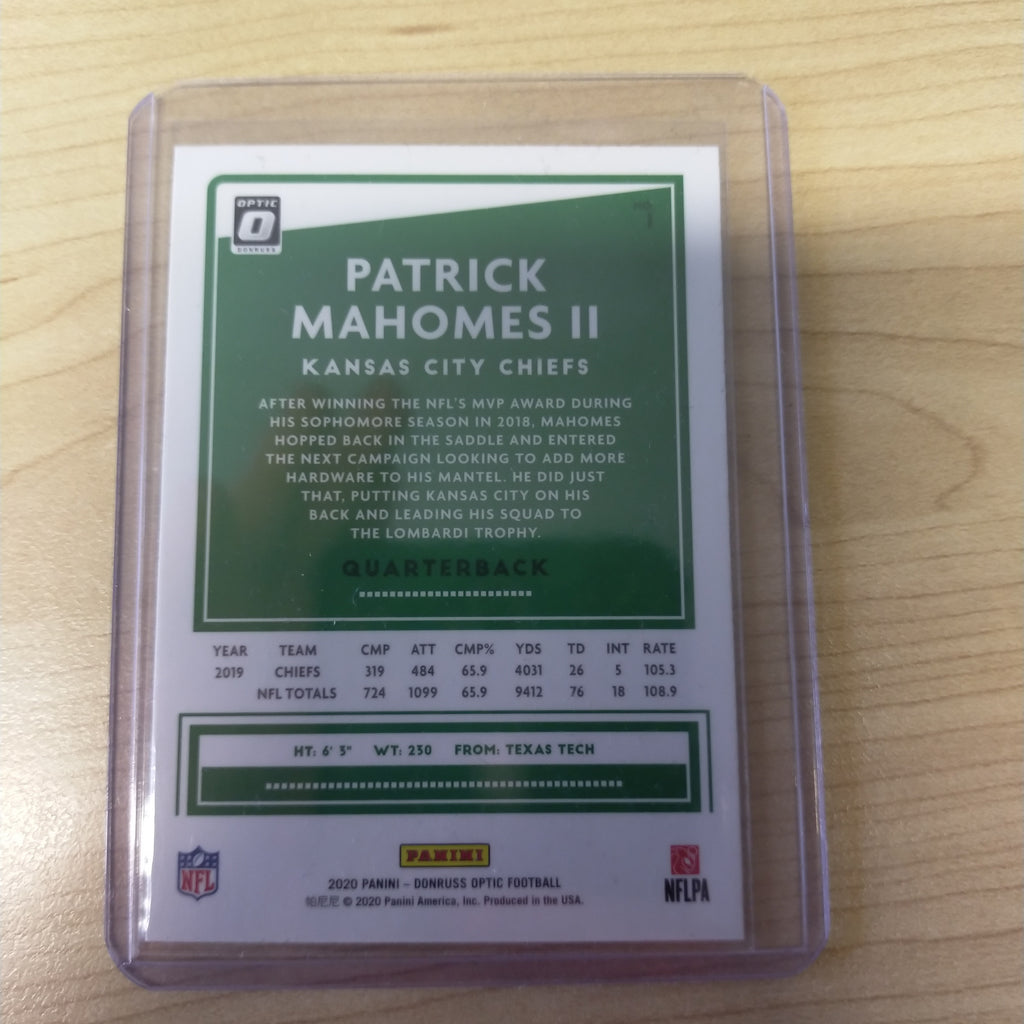 OPTIC
O
DONRUSS
NO.
1
PATRICK
MAHOMES II
KANSAS CITY CHIEFS
AFTER WINNING THE NFL'S MVP AWARD DURING
HIS SOPHOMORE SEASON IN 2018, MAHOMES
HOPPED BACK IN THE SADDLE AND ENTERED
THE NEXT CAMPAIGN LOOKING TO ADD MORE
HARDWARE TO HIS MANTEL. HE DID JUST
THAT, PUTTING KANSAS CITY ON HIS
BACK AND LEADING HIS SQUAD TO
THE LOMBARDI TROPHY.
QUARTERBACK
YEAR TEAM CMP ATT CMP% YDS TD INT RATE
2019 CHIEFS 319 484 65.9 4031 26 5 105.3
NFL TOTALS 724 1099 65.9 9412 76 18 108.9
HT: 6' 3" WT: 230 FROM: TEXAS TECH
NFL
PANINI
NFLPA
2020 PANINI – DONRUSS OPTIC FOOTBALL
帕尼尼 © 2020 Panini America, Inc. Produced in the USA.